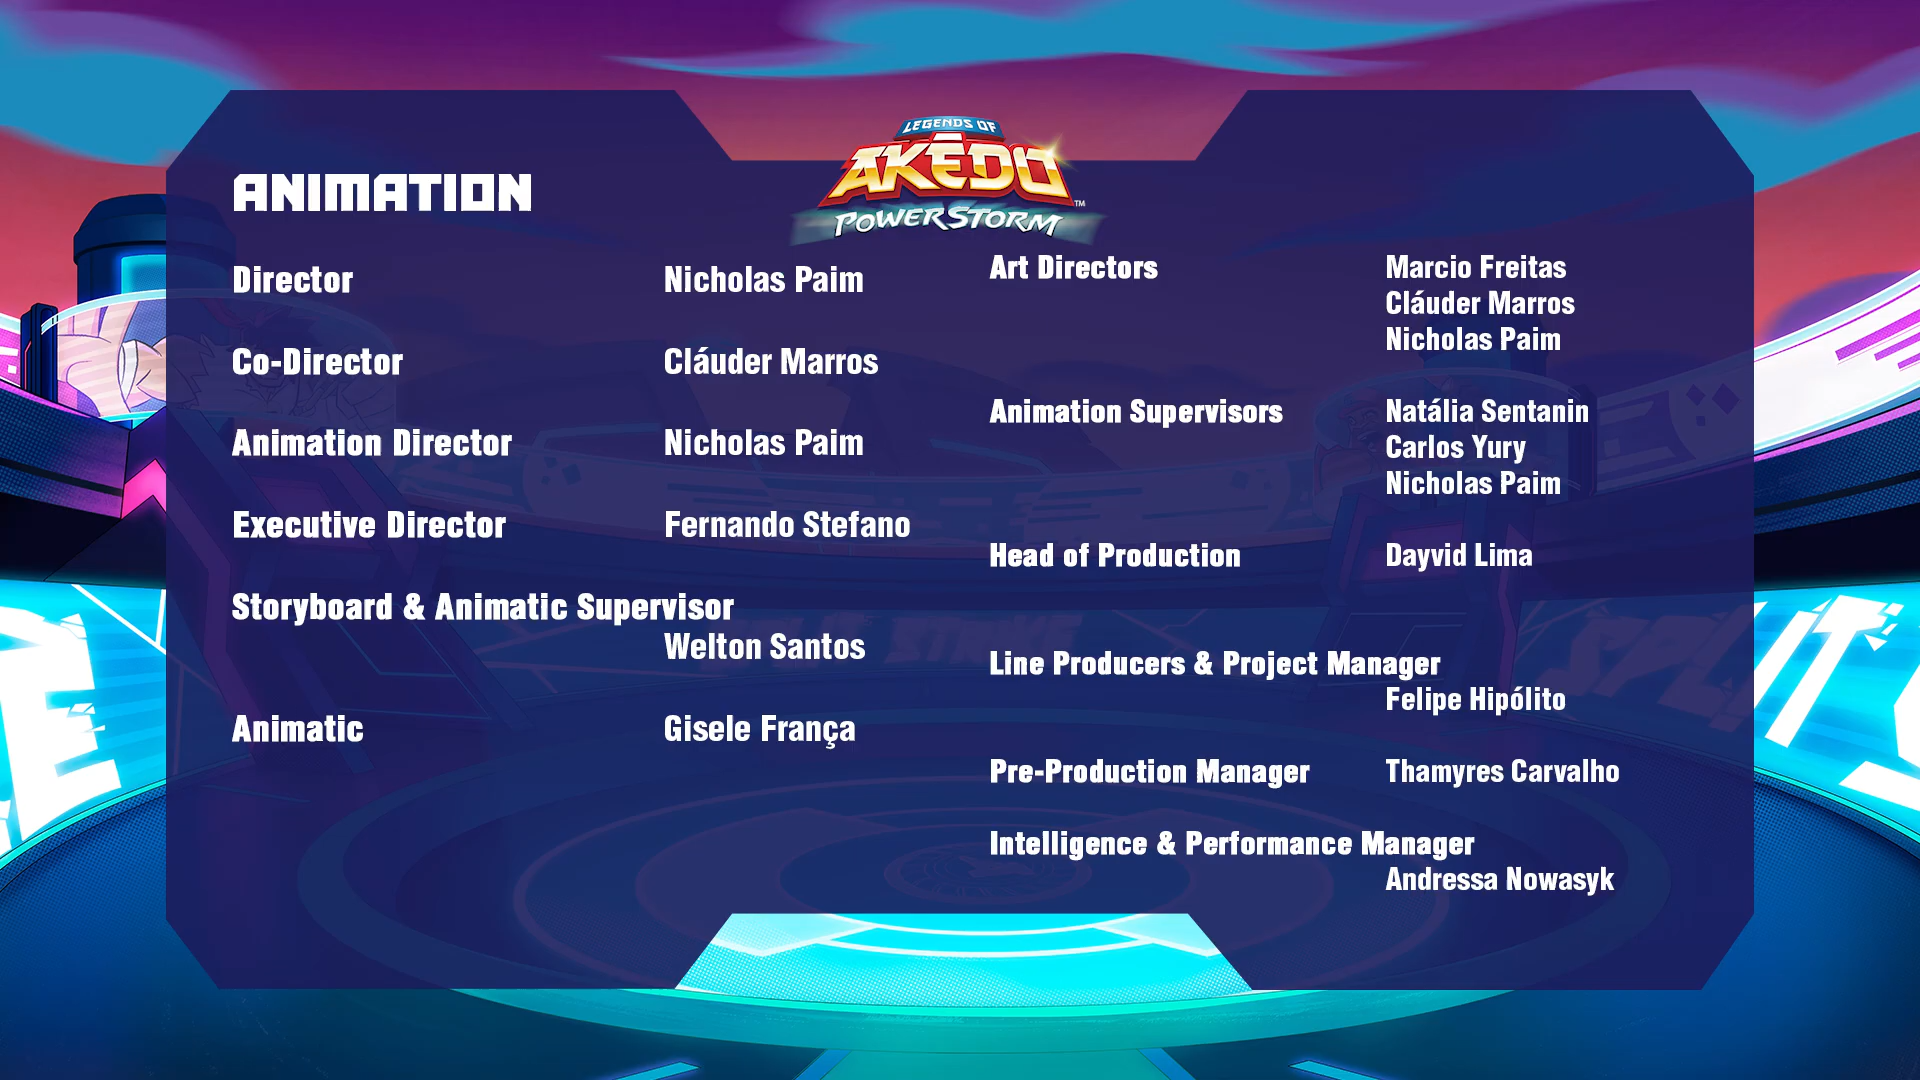 LEGENDS OF
AKEDO
POWERSTORM
™
ANIMATION
Director Nicholas Paim
Co-Director Cláuder Marros
Animation Director Nicholas Paim
Executive Director Fernando Stefano
Storyboard & Animatic Supervisor
Welton Santos
Animatic Gisele França
Art Directors Marcio Freitas
Cláuder Marros
Nicholas Paim
Animation Supervisors Natália Sentanin
Carlos Yury
Nicholas Paim
Head of Production Dayvid Lima
Line Producers & Project Manager
Felipe Hipólito
Pre-Production Manager Thamyres Carvalho
Intelligence & Performance Manager
Andressa Nowasyk